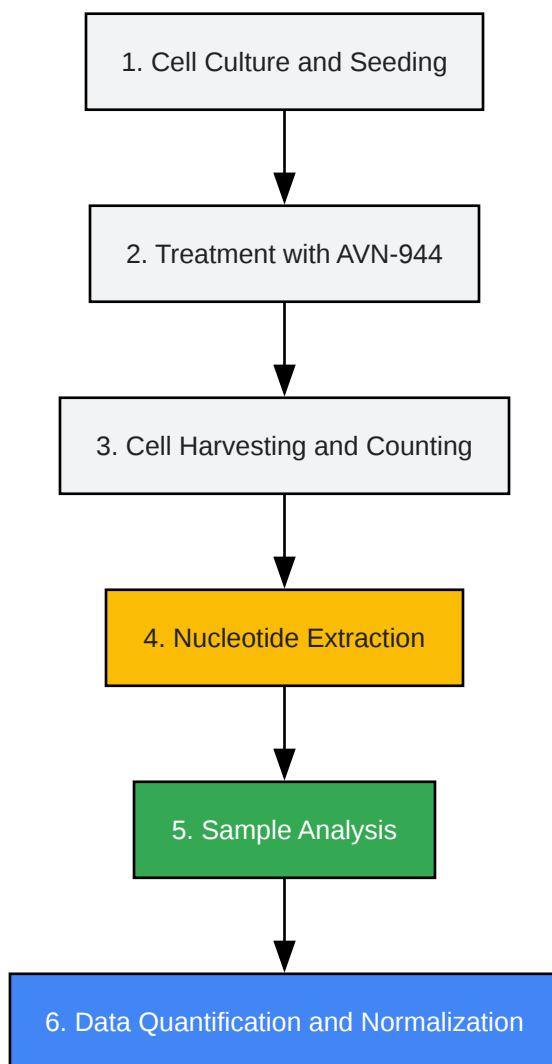 1. Cell Culture and Seeding
2. Treatment with AVN-944
3. Cell Harvesting and Counting
4. Nucleotide Extraction
5. Sample Analysis
6. Data Quantification and Normalization